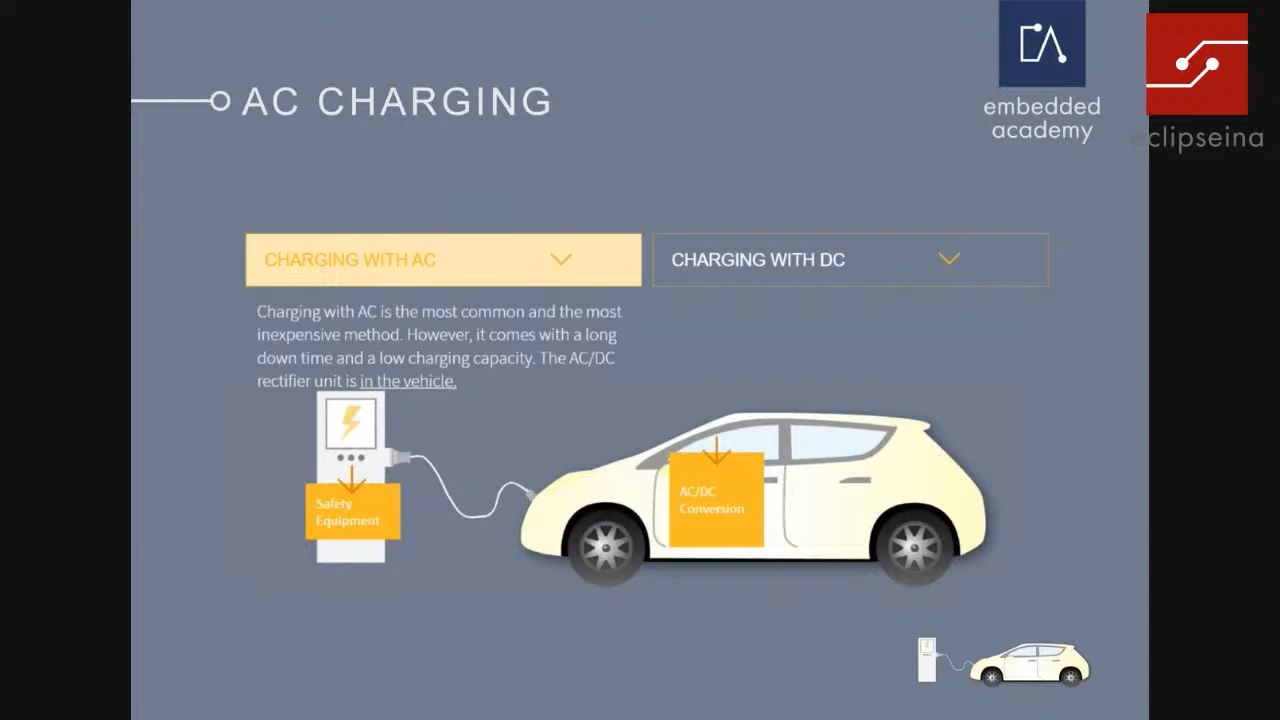 AC CHARGING
embedded
academy
eclipseina
CHARGING WITH AC
CHARGING WITH DC
Charging with AC is the most common and the most
inexpensive method. However, it comes with a long
down time and a low charging capacity. The AC/DC
rectifier unit is in the vehicle.
Safety
Equipment
AC/DC
Conversion